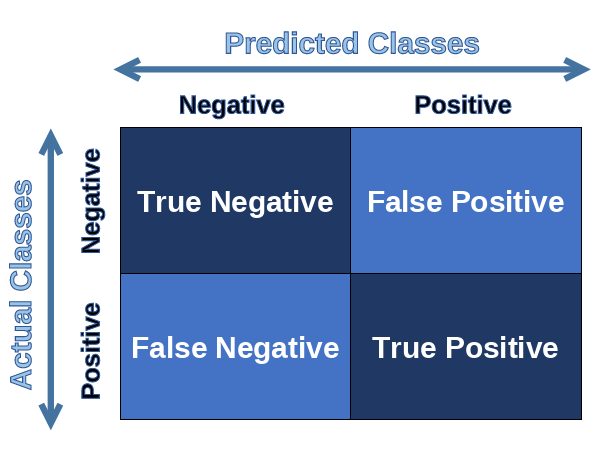 Predicted Classes
Negative
Positive
Actual Classes
Negative
True Negative
False Positive
Positive
False Negative
True Positive